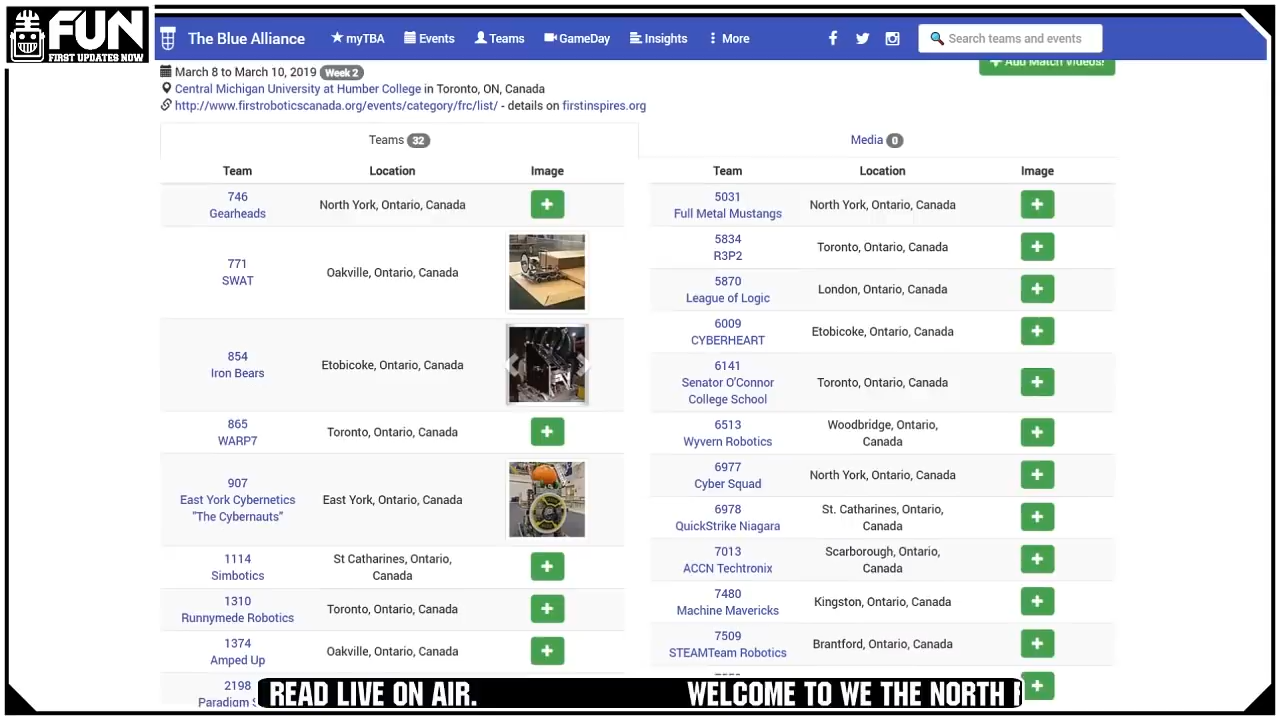 FUN
FIRST UPDATES NOW
The Blue Alliance
myTBA
Events
Teams
GameDay
Insights
More
Search teams and events
March 8 to March 10, 2019 Week 2
Add Match Videos!
Central Michigan University at Humber College in Toronto, ON, Canada
http://www.firstroboticscanada.org/events/category/frc/list/ - details on firstinspires.org
Teams 32
Media 0
Team Location Image
746
Gearheads
North York, Ontario, Canada
771
SWAT
Oakville, Ontario, Canada
854
Iron Bears
Etobicoke, Ontario, Canada
865
WARP7
Toronto, Ontario, Canada
907
East York Cybernetics
"The Cybernauts"
East York, Ontario, Canada
1114
Simbotics
St Catharines, Ontario,
Canada
1310
Runnymede Robotics
Toronto, Ontario, Canada
1374
Amped Up
Oakville, Ontario, Canada
2198
Paradigm
Team Location Image
5031
Full Metal Mustangs
North York, Ontario, Canada
5834
R3P2
Toronto, Ontario, Canada
5870
League of Logic
London, Ontario, Canada
6009
CYBERHEART
Etobicoke, Ontario, Canada
6141
Senator O'Connor
College School
Toronto, Ontario, Canada
6513
Wyvern Robotics
Woodbridge, Ontario,
Canada
6977
Cyber Squad
North York, Ontario, Canada
6978
QuickStrike Niagara
St. Catharines, Ontario,
Canada
7013
ACCN Techtronix
Scarborough, Ontario,
Canada
7480
Machine Mavericks
Kingston, Ontario, Canada
7509
STEAMTeam Robotics
Brantford, Ontario, Canada
READ LIVE ON AIR. WELCOME TO WE THE NORTH